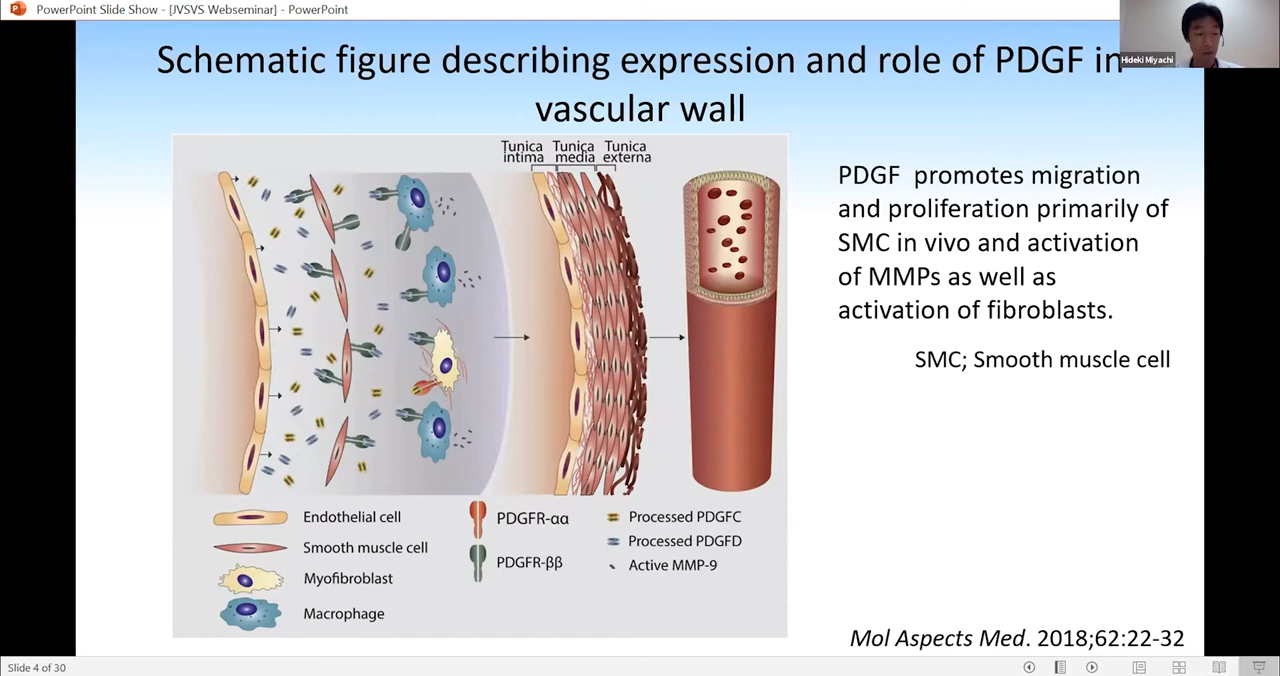 PowerPoint Slide Show - [JVSVS Webseminar] - PowerPoint
Hideki Miyachi
Schematic figure describing expression and role of PDGF in
vascular wall
Tunica intima
Tunica media
Tunica externa
PDGF promotes migration
and proliferation primarily of
SMC in vivo and activation
of MMPs as well as
activation of fibroblasts.
SMC; Smooth muscle cell
Endothelial cell
Smooth muscle cell
Myofibroblast
Macrophage
PDGFR-αα
PDGFR-ββ
Processed PDGFC
Processed PDGFD
Active MMP-9
Mol Aspects Med. 2018;62:22-32
Slide 4 of 30